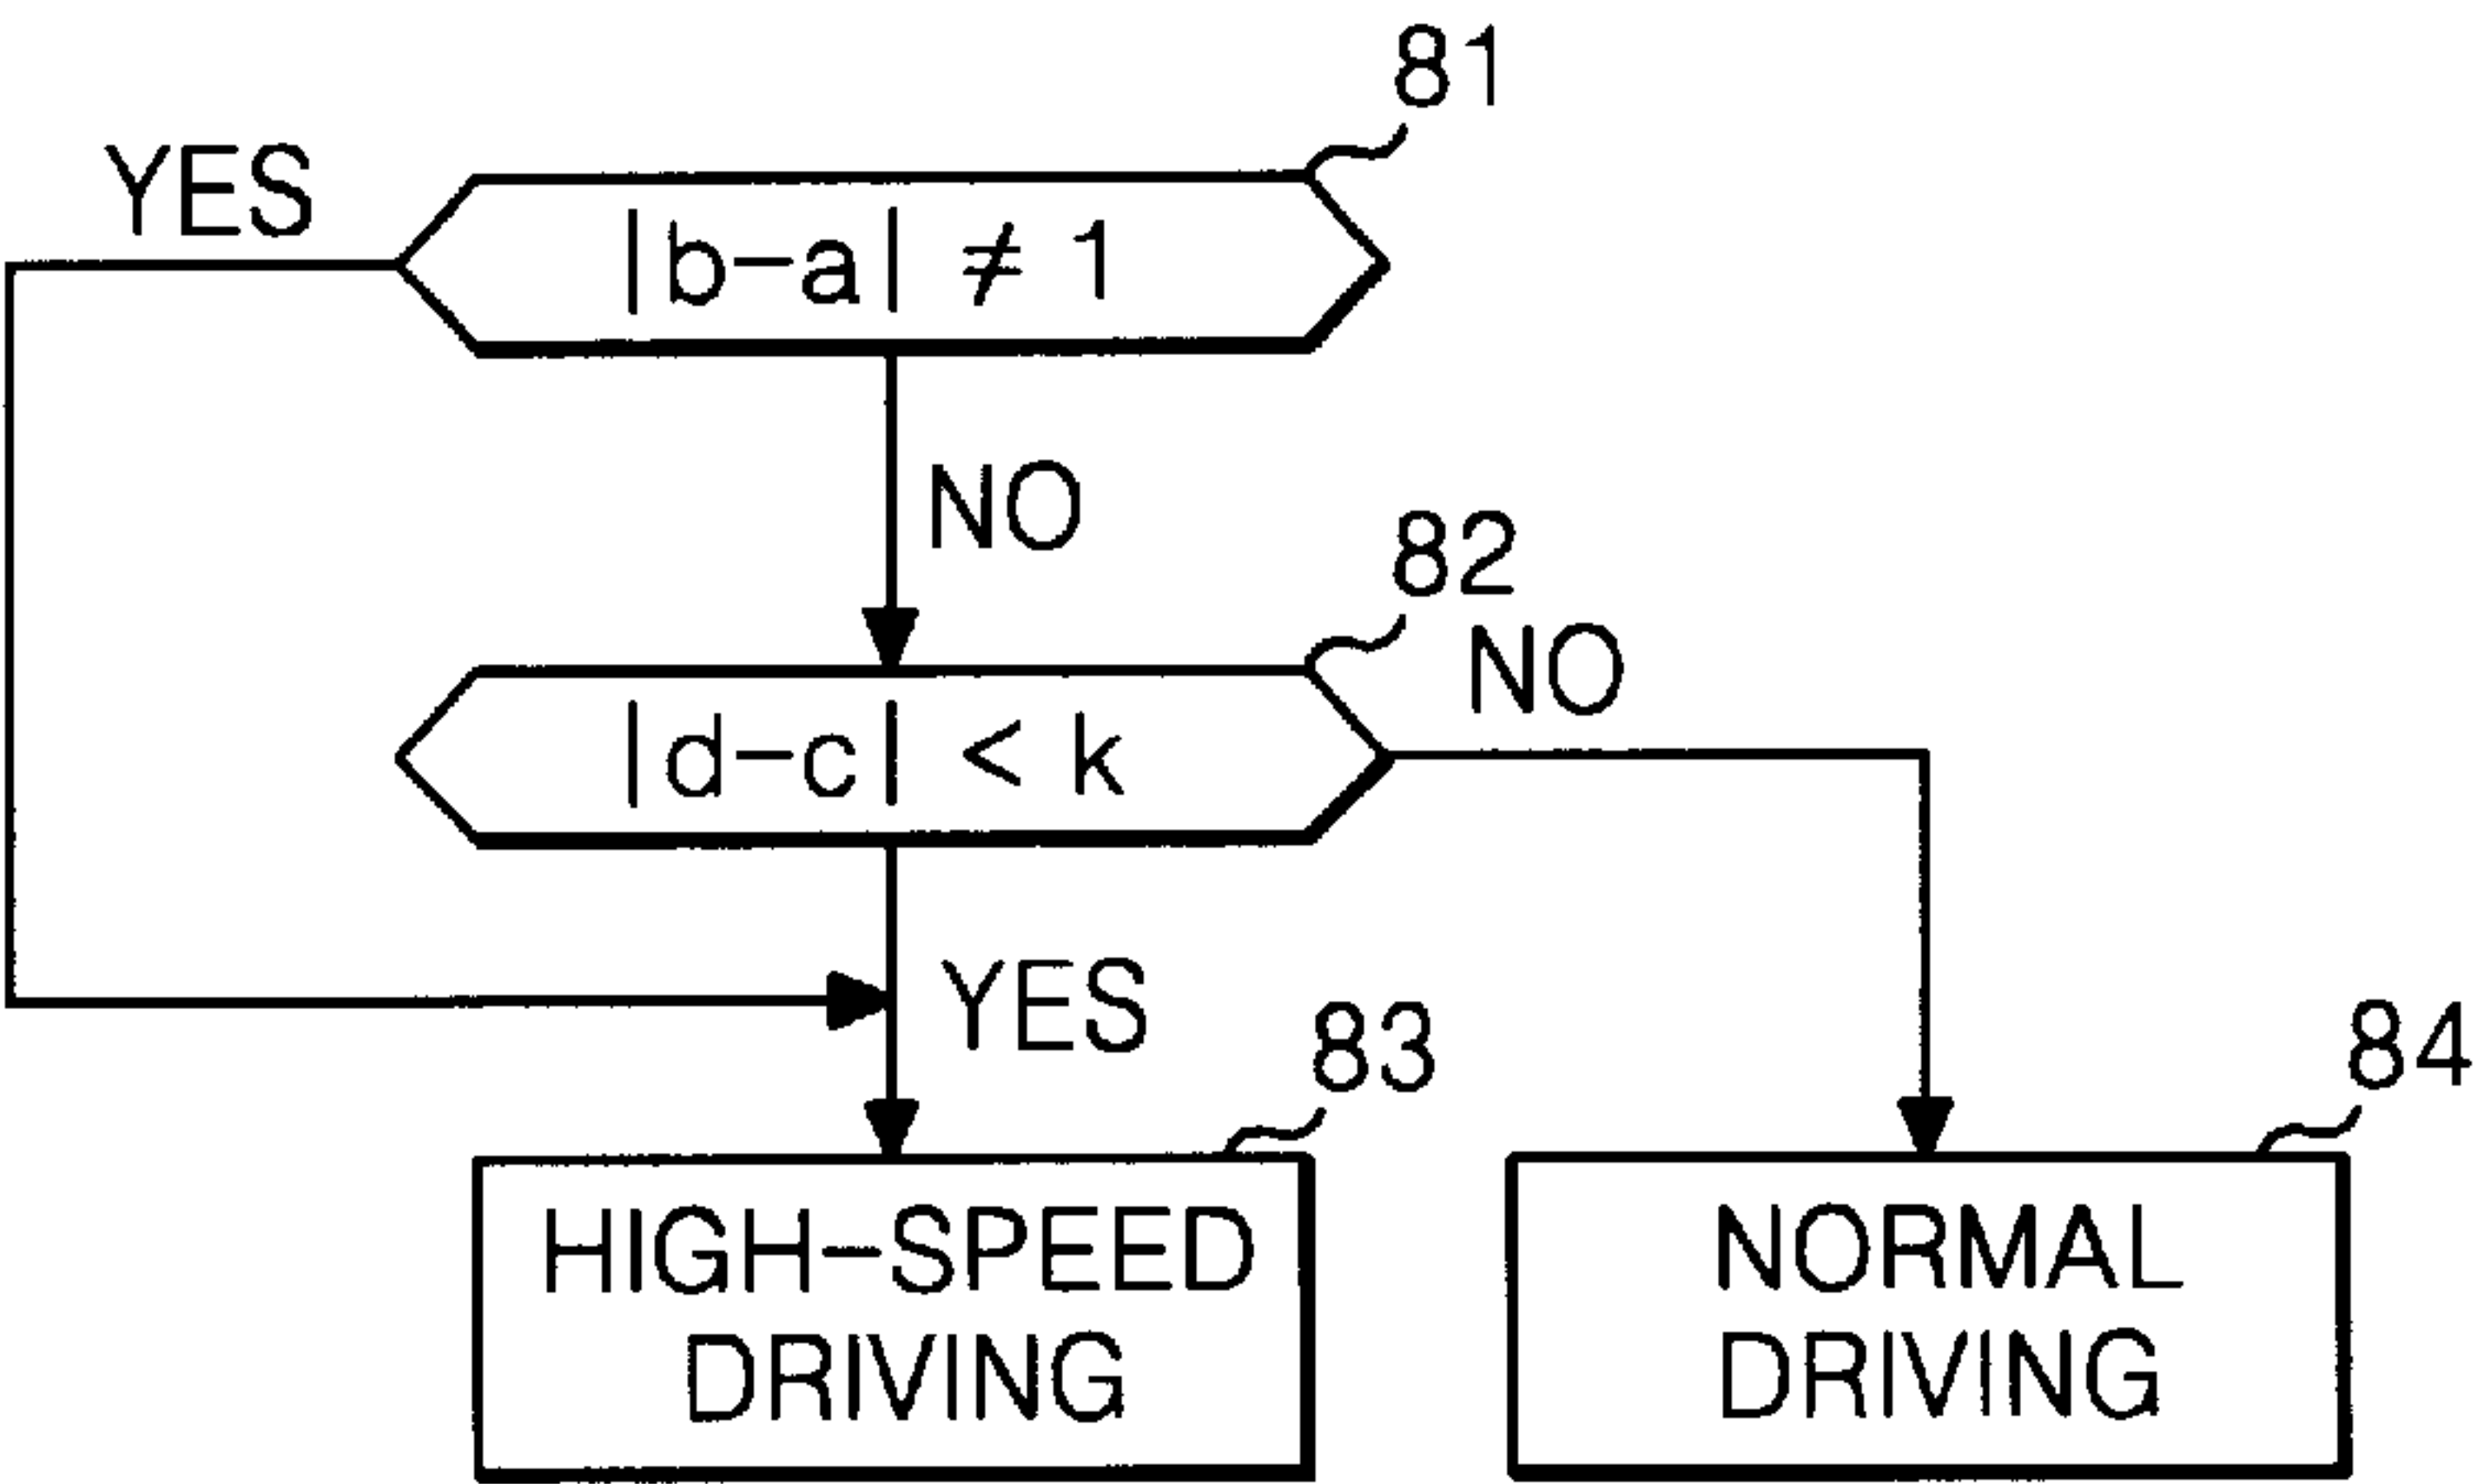 81
YES
|b-a| ≠ 1
NO
82
NO
|d-c| < k
YES
83
84
HIGH-SPEED
DRIVING
NORMAL
DRIVING